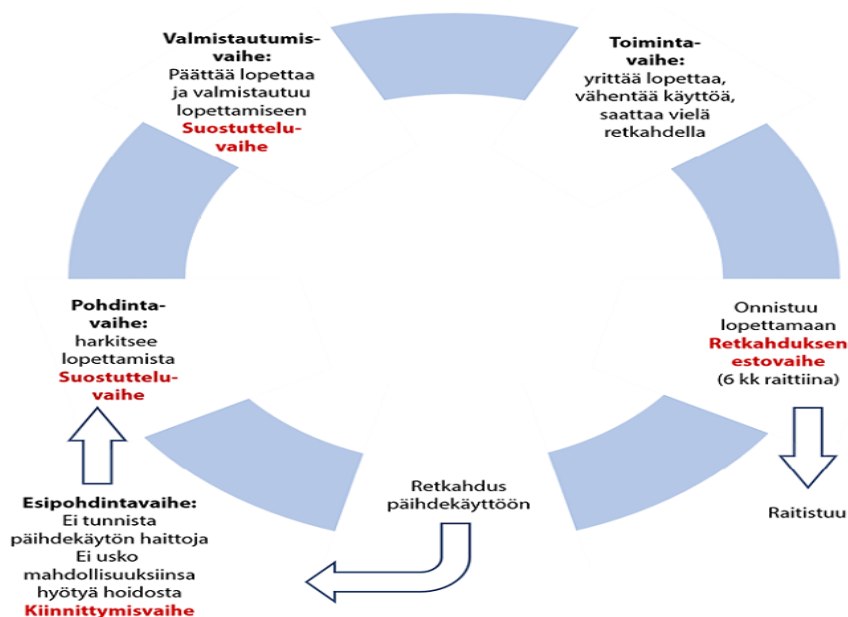 Valmistautumis-
vaihe:
Päättää lopettaa
ja valmistautuu
lopettamiseen
Suostuttelu-
vaihe
Toiminta-
vaihe:
yrittää lopettaa,
vähentää käyttöä,
saattaa vielä
retkahdella
Pohdinta-
vaihe:
harkitsee
lopettamista
Suostuttelu-
vaihe
Onnistuu
lopettamaan
Retkahduksen
estovaihe
(6 kk raittiina)
Esipohdintavaihe:
Ei tunnista
päihdekäytön haittoja
Ei usko
mahdollisuuksiinsa
hyötyä hoidosta
Kiinnittymisvaihe
Retkahdus
päihdekäyttöön
Raitistuu